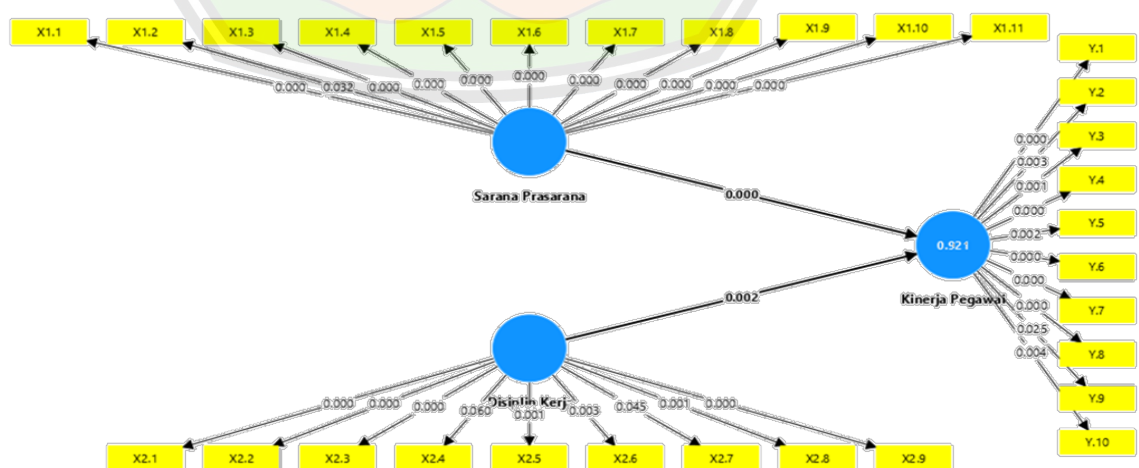 X1.1 X1.2 X1.3 X1.4 X1.5 X1.6 X1.7 X1.8 X1.9 X1.10 X1.11
0.000 0.032 0.000 0.000 0.000 0.000 0.000 0.000 0.000 0.000 0.000
Sarana Prasarana
0.000
0.002
Disiplin Kerj
0.000 0.000 0.000 0.060 0.001 0.003 0.045 0.001 0.000
X2.1 X2.2 X2.3 X2.4 X2.5 X2.6 X2.7 X2.8 X2.9
0.921
Kinerja Pegawai
0.000
0.003
0.001
0.000
0.002
0.000
0.000
0.000
0.025
0.004
Y.1
Y.2
Y.3
Y.4
Y.5
Y.6
Y.7
Y.8
Y.9
Y.10